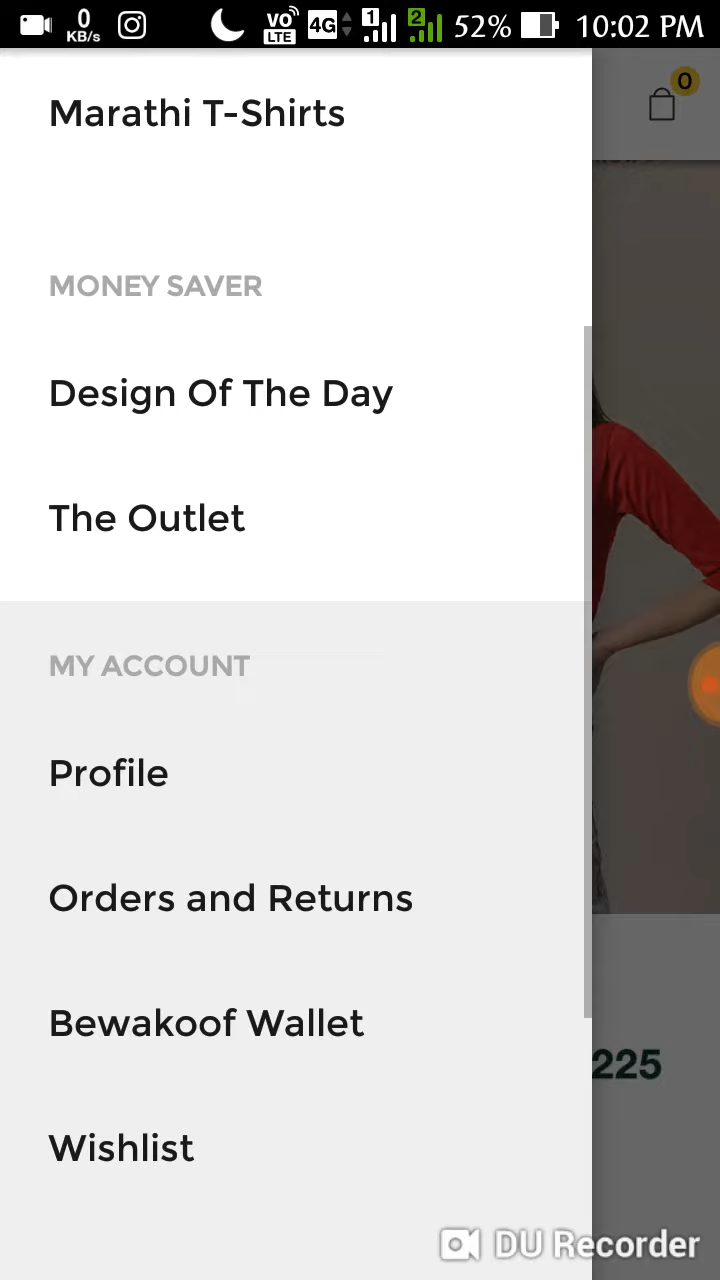 0
KB/s
VO
LTE
4G
1
2
52%
10:02 PM
0
Marathi T-Shirts
MONEY SAVER
Design Of The Day
The Outlet
MY ACCOUNT
Profile
Orders and Returns
Bewakoof Wallet
225
Wishlist
DU Recorder